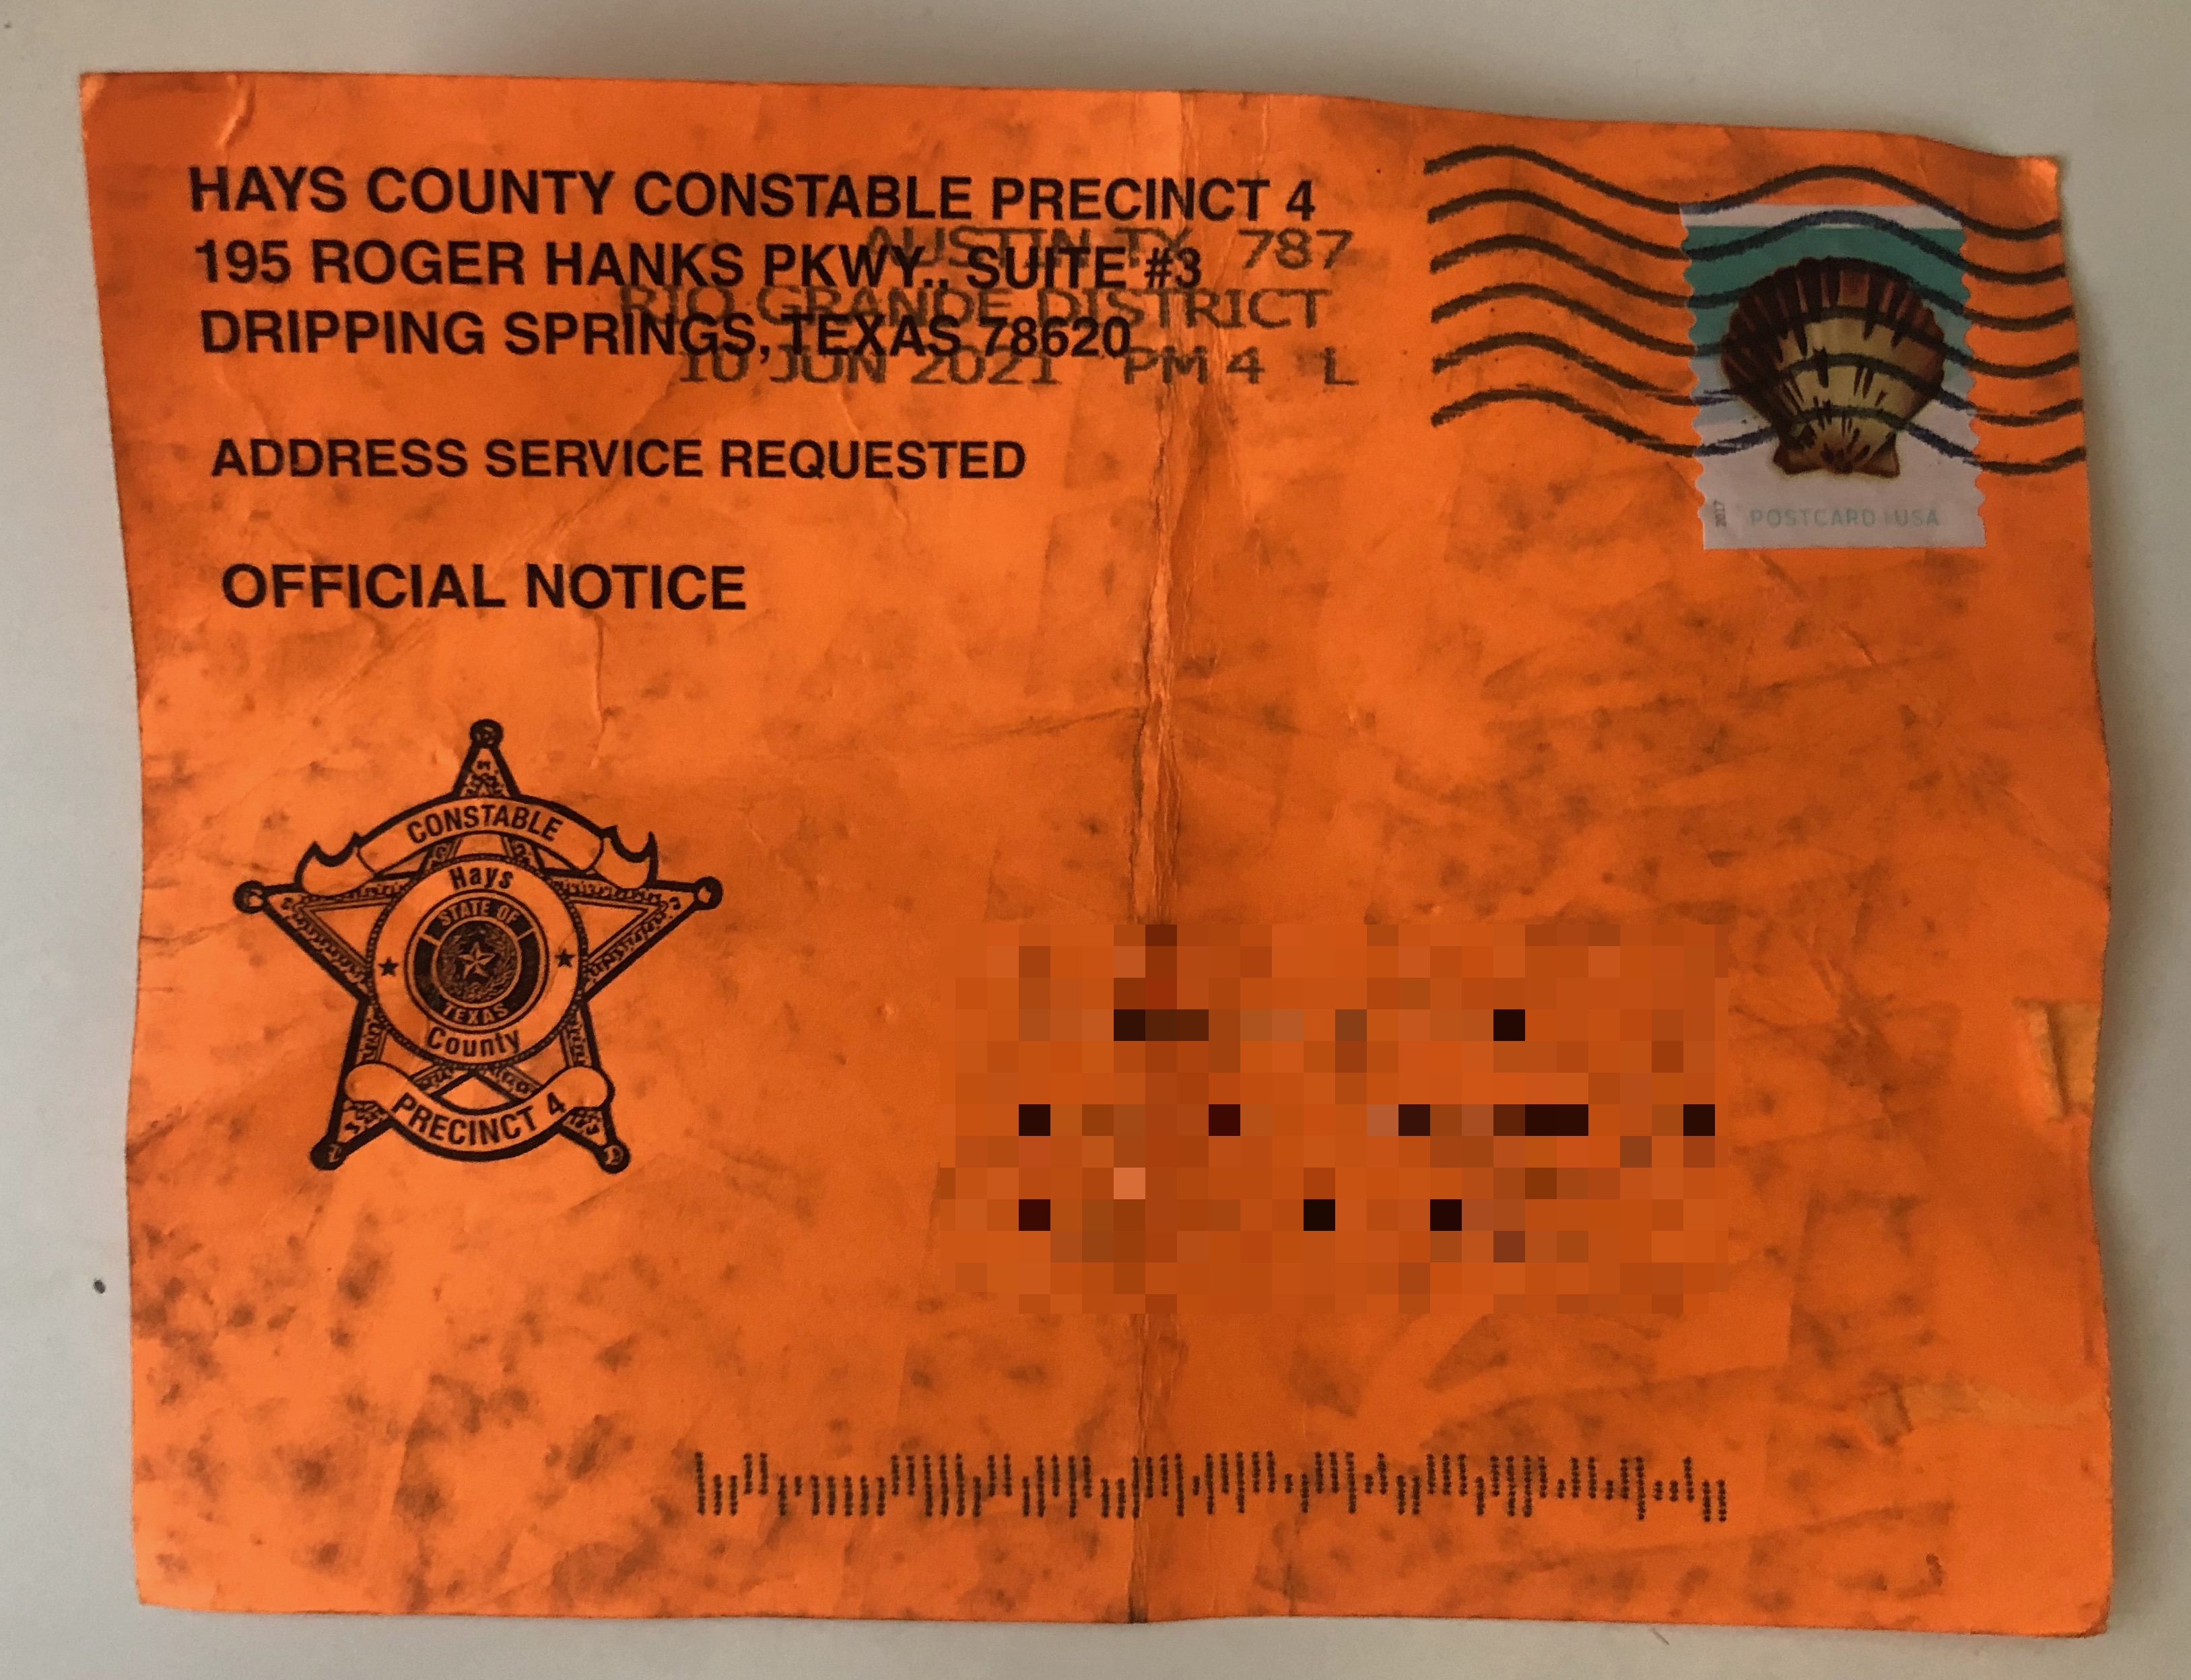 HAYS COUNTY CONSTABLE PRECINCT 4
195 ROGER HANKS PKWY., SUITE #3
DRIPPING SPRINGS, TEXAS 78620
AUSTIN TX 787
RIO GRANDE DISTRICT
10 JUN 2021 PM 4 L
ADDRESS SERVICE REQUESTED
OFFICIAL NOTICE
2017
POSTCARD USA
CONSTABLE
Hays
STATE OF
TEXAS
County
PRECINCT 4